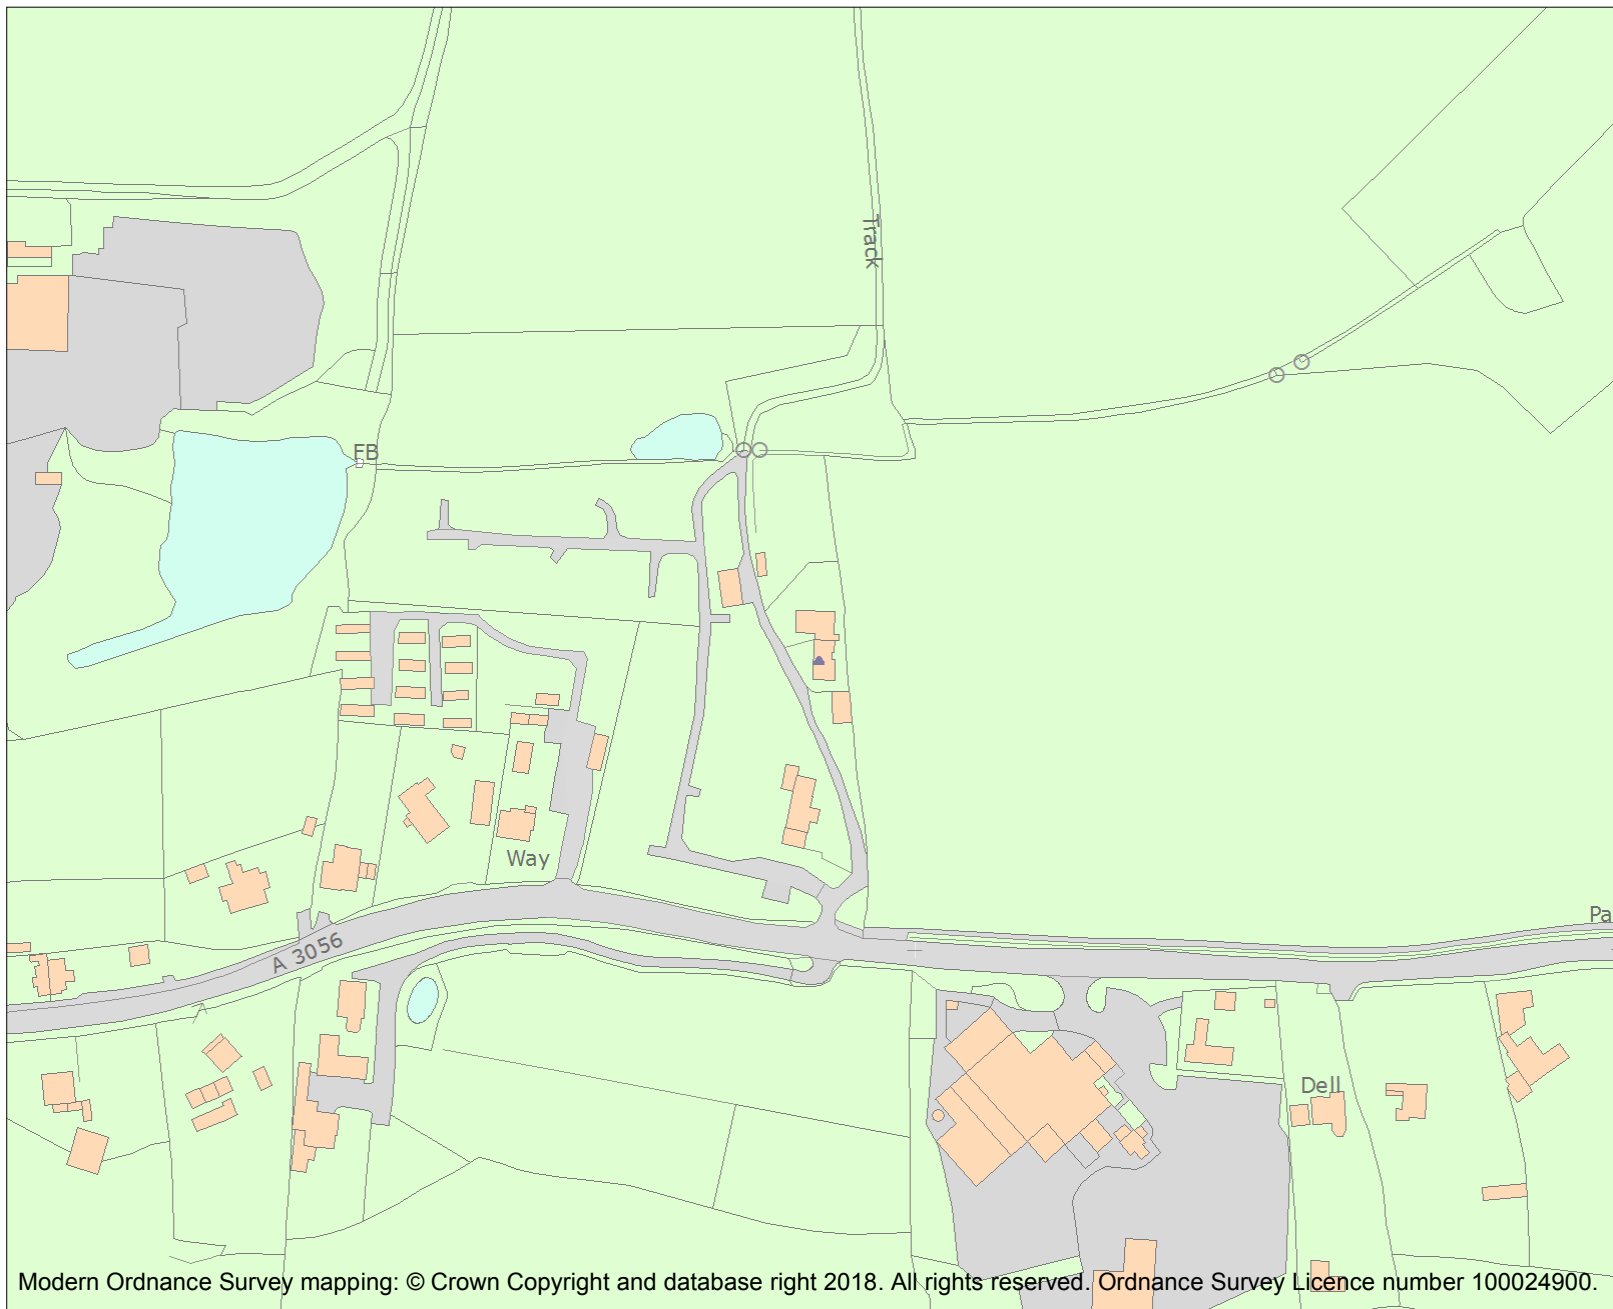 Track
FB
Way
Pa
A 3056
Dell
Modern Ordnance Survey mapping: © Crown Copyright and database right 2018. All rights reserved. Ordnance Survey Licence number 100024900.